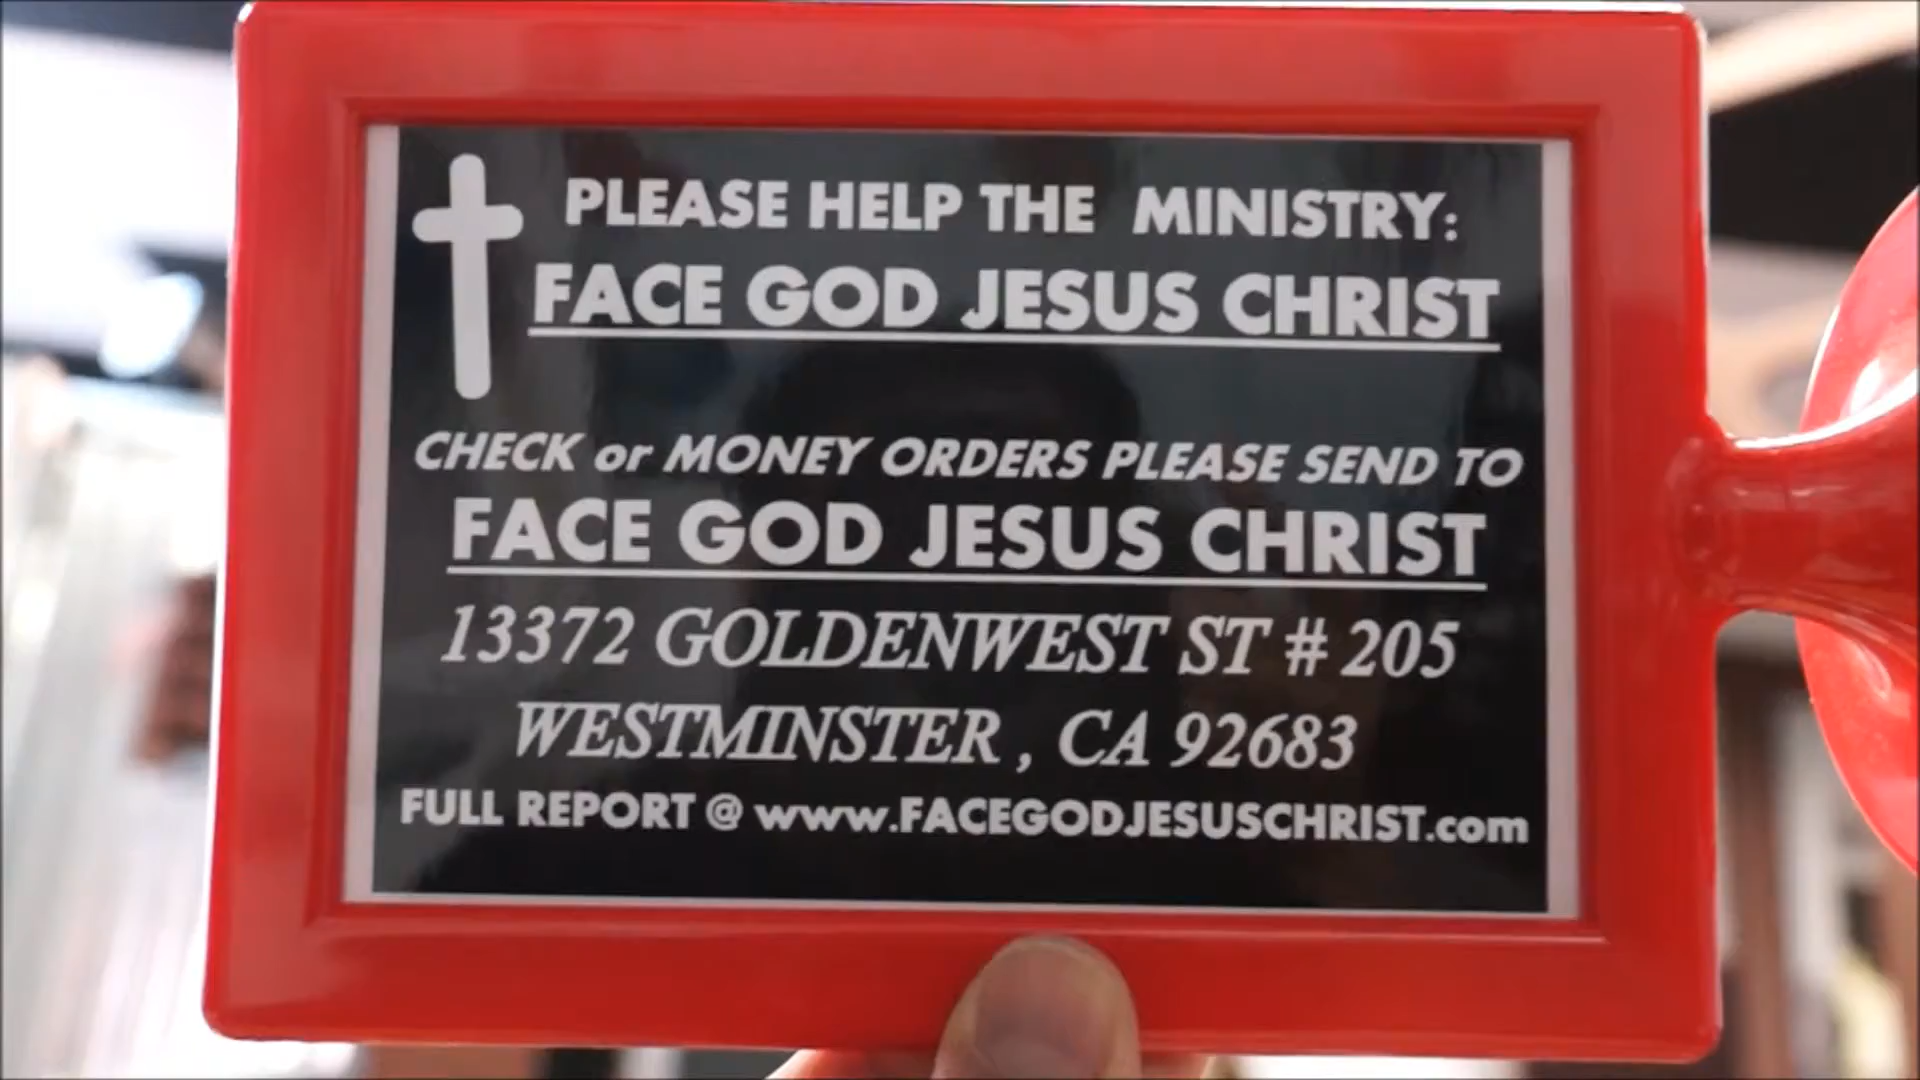 PLEASE HELP THE MINISTRY:
FACE GOD JESUS CHRIST
CHECK or MONEY ORDERS PLEASE SEND TO
FACE GOD JESUS CHRIST
13372 GOLDENWEST ST # 205
WESTMINSTER , CA 92683
FULL REPORT @ www.FACEGODJESUSCHRIST.com